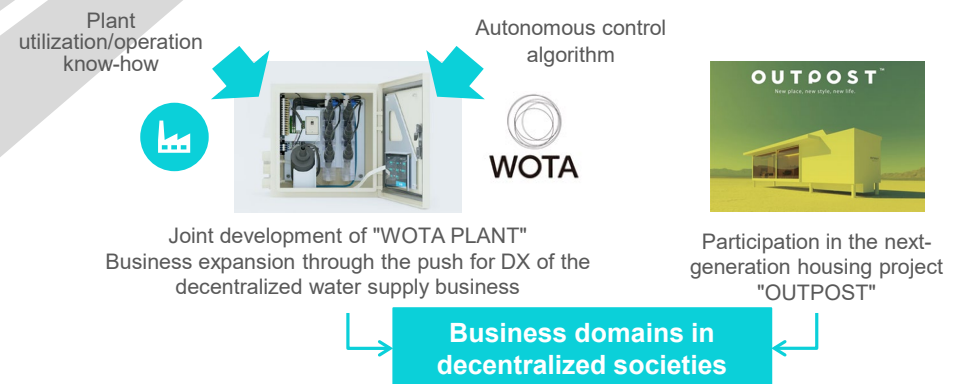 Plant
utilization/operation
know-how
Autonomous control
algorithm
WOTA
OUTPOST™
New place, new style, new life.
Joint development of "WOTA PLANT"
Business expansion through the push for DX of the
decentralized water supply business
Participation in the next-
generation housing project
"OUTPOST"
Business domains in
decentralized societies